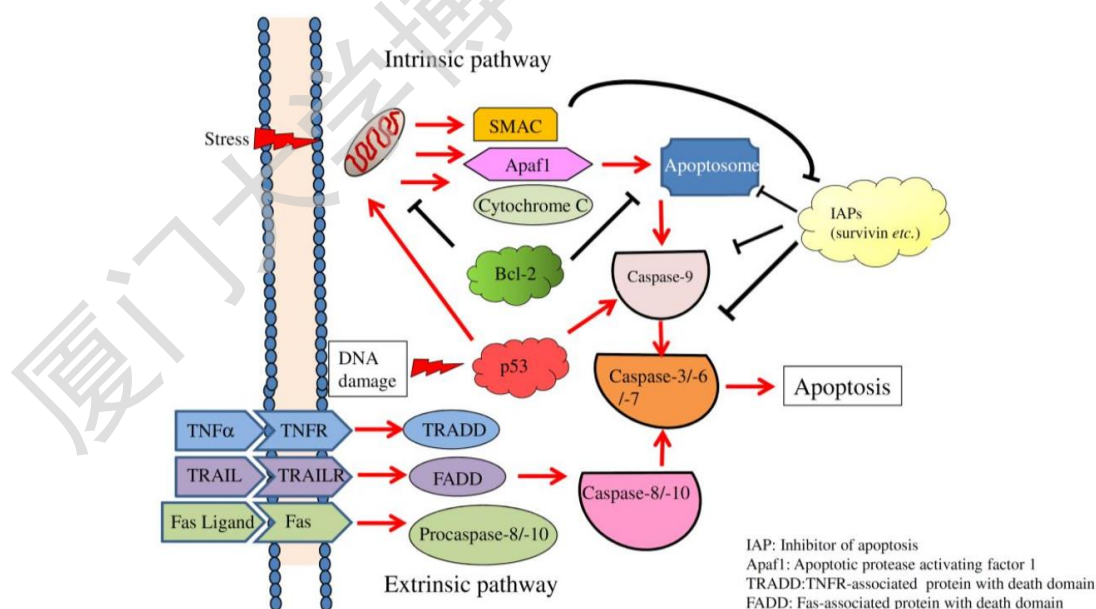 厦门大学博
Intrinsic pathway
Stress
SMAC
Apaf1
Cytochrome C
Apoptosome
IAPs
(survivin etc.)
Bcl-2
Caspase-9
DNA
damage
p53
Caspase-3/-6
/-7
Apoptosis
TNFα
TNFR
TRADD
TRAIL
TRAILR
FADD
Caspase-8/-10
Fas Ligand
Fas
Procaspase-8/-10
Extrinsic pathway
IAP: Inhibitor of apoptosis
Apaf1: Apoptotic protease activating factor 1
TRADD:TNFR-associated protein with death domain
FADD: Fas-associated protein with death domain